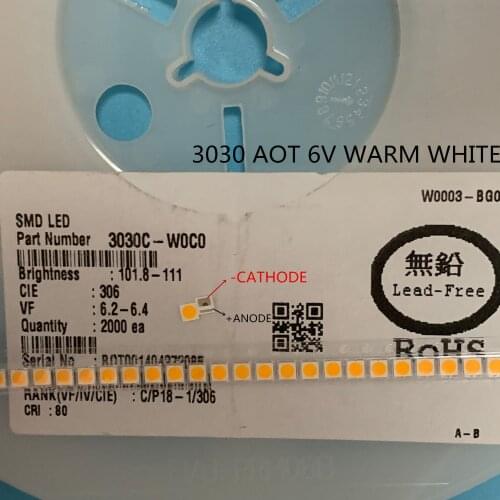 3030 AOT 6V WARM WHITE
W0003-BG0
SMD LED
Part Number 3030C-W0C0
Brightness : 101.8-111
CIE : 306
VF : 6.2-6.4
Quantity : 2000 ea
-CATHODE
+ANODE
無鉛
Lead-Free
RoHS
Serial No :
RANK(VF/IV/CIE) : C/P18-1/306
CRI : 80
A-B